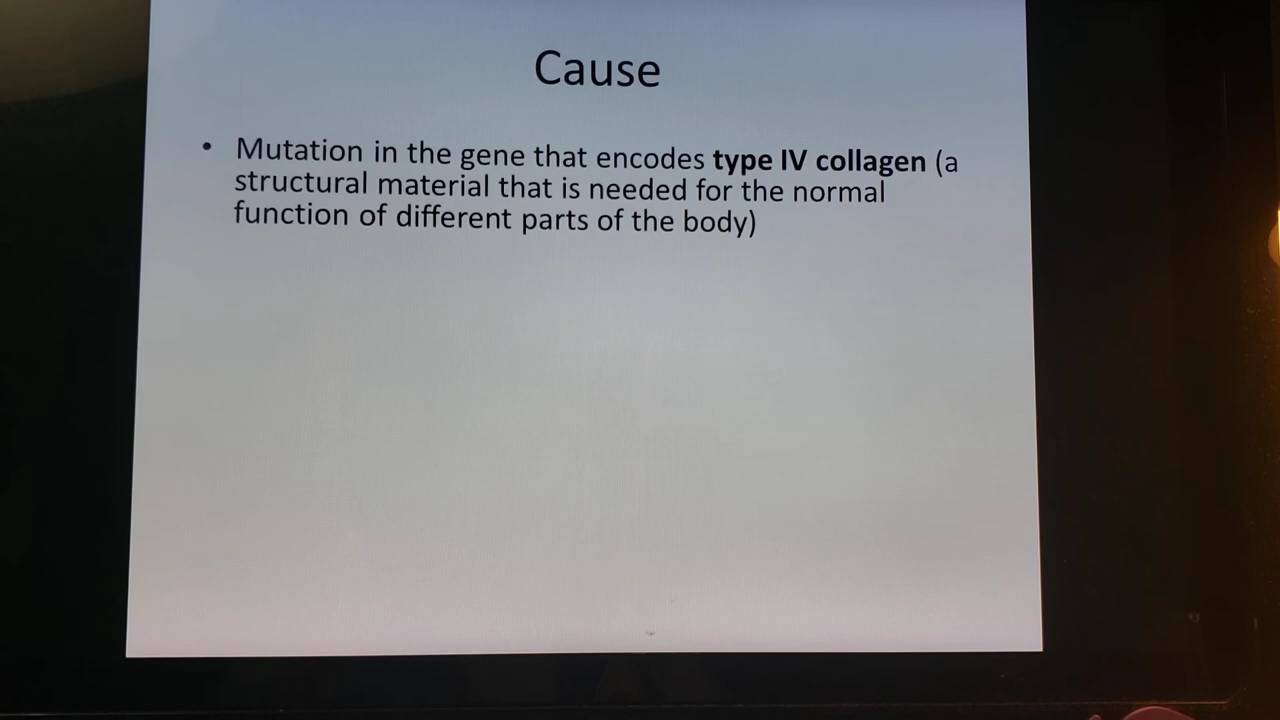 Cause
• Mutation in the gene that encodes type IV collagen (a
structural material that is needed for the normal
function of different parts of the body)